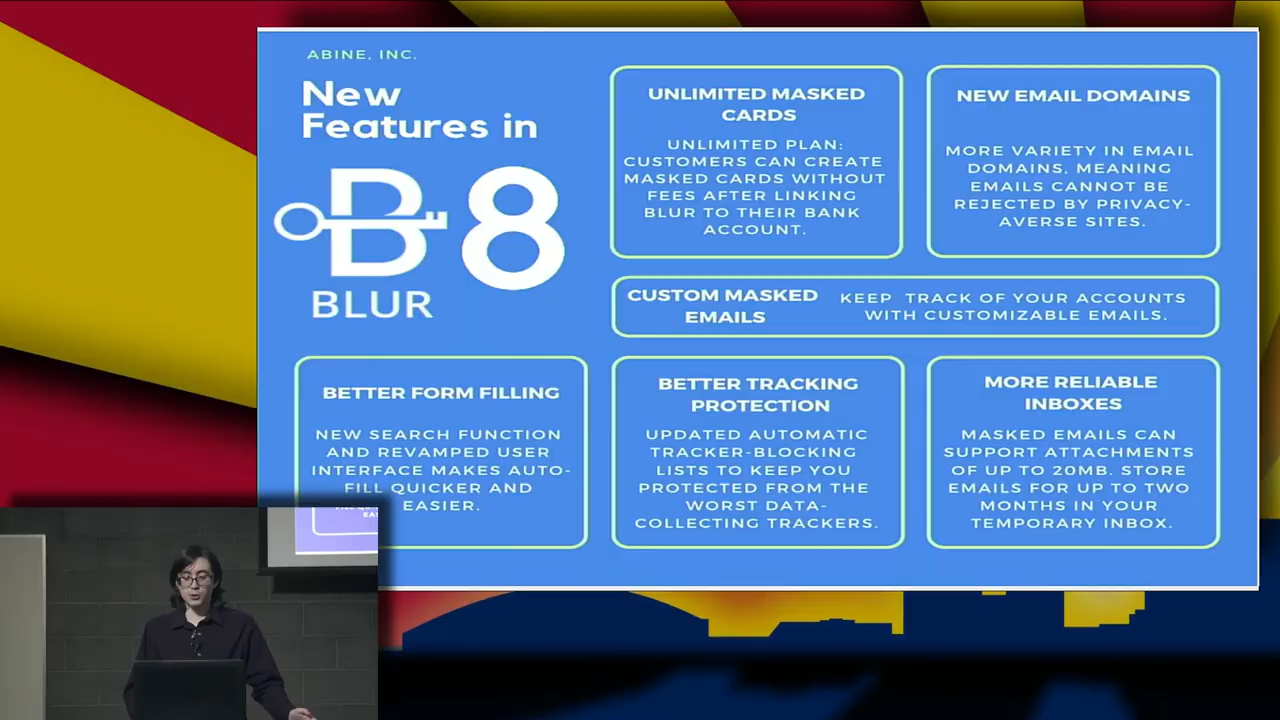 ABINE, INC.
New
Features in
B 8
BLUR
UNLIMITED MASKED
CARDS
UNLIMITED PLAN:
CUSTOMERS CAN CREATE
MASKED CARDS WITHOUT
FEES AFTER LINKING
BLUR TO THEIR BANK
ACCOUNT.
NEW EMAIL DOMAINS
MORE VARIETY IN EMAIL
DOMAINS, MEANING
EMAILS CANNOT BE
REJECTED BY PRIVACY-
AVERSE SITES.
CUSTOM MASKED
EMAILS
KEEP TRACK OF YOUR ACCOUNTS
WITH CUSTOMIZABLE EMAILS.
BETTER FORM FILLING
NEW SEARCH FUNCTION
AND REVAMPED USER
INTERFACE MAKES AUTO-
FILL QUICKER AND
EASIER.
BETTER TRACKING
PROTECTION
UPDATED AUTOMATIC
TRACKER-BLOCKING
LISTS TO KEEP YOU
PROTECTED FROM THE
WORST DATA-
COLLECTING TRACKERS.
MORE RELIABLE
INBOXES
MASKED EMAILS CAN
SUPPORT ATTACHMENTS
OF UP TO 20MB. STORE
EMAILS FOR UP TO TWO
MONTHS IN YOUR
TEMPORARY INBOX.